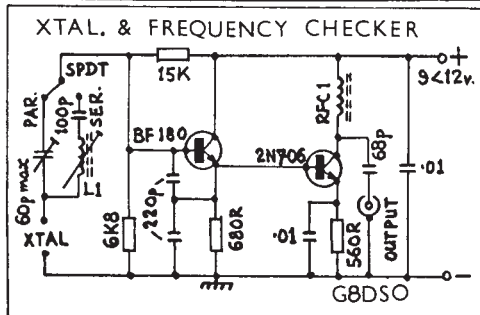 XTAL. & FREQUENCY CHECKER
SPDT
15K
+
9<12v.
PAR.
100p
SER.
RFC1
BF180
2N706
68p
.01
60p max
L1
XTAL
6K8
220p
680R
.01
560R
OUTPUT
G8DSO
−